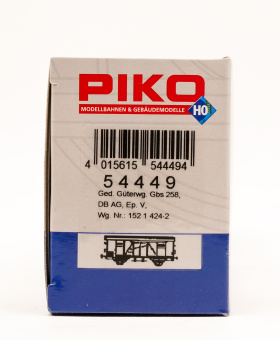 PIKO
MODELLBAHNEN & GEBÄUDEMODELLE
H0
4 015615 544494
54449
Ged. Güterwg. Gbs 258,
DB AG, Ep. V,
Wg. Nr.: 152 1 424-2